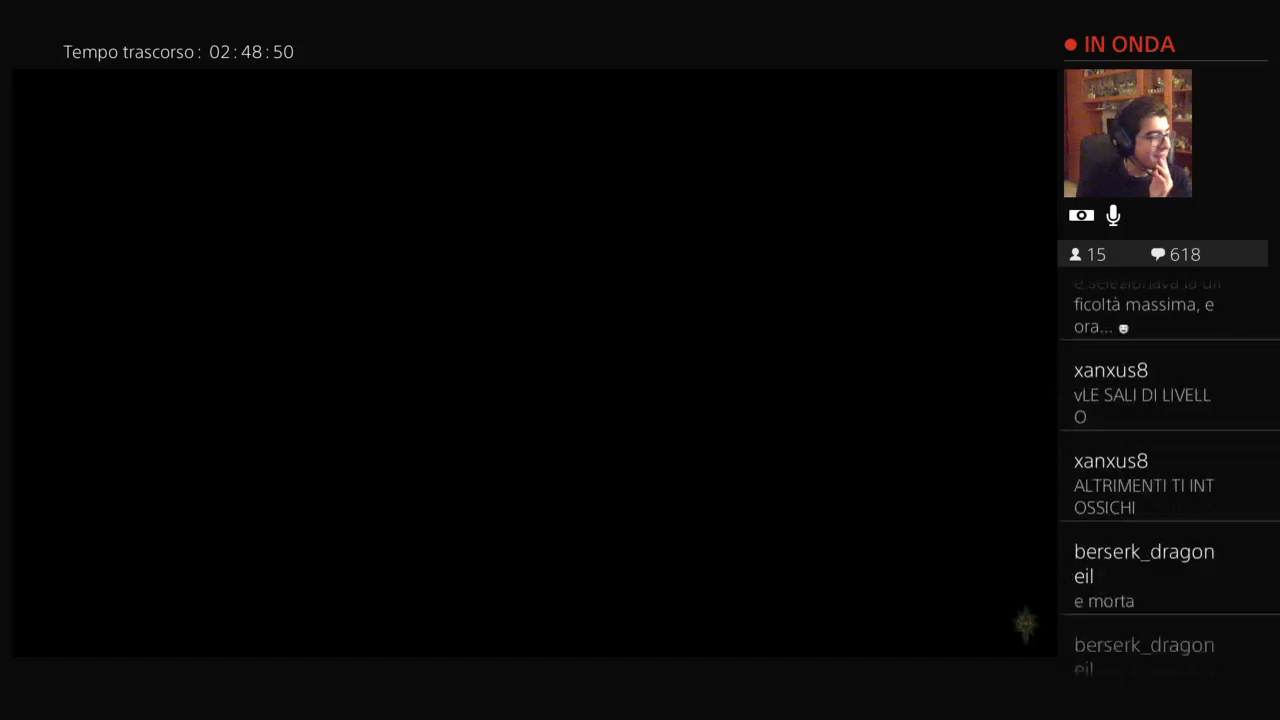 Tempo trascorso: 02:48:50
IN ONDA
15 618
ficoltà massima, e
ora...
xanxus8
vLE SALI DI LIVELL
O
xanxus8
ALTRIMENTI TI INT
OSSICHI
berserk_dragon
eil
e morta
berserk_dragon
eil